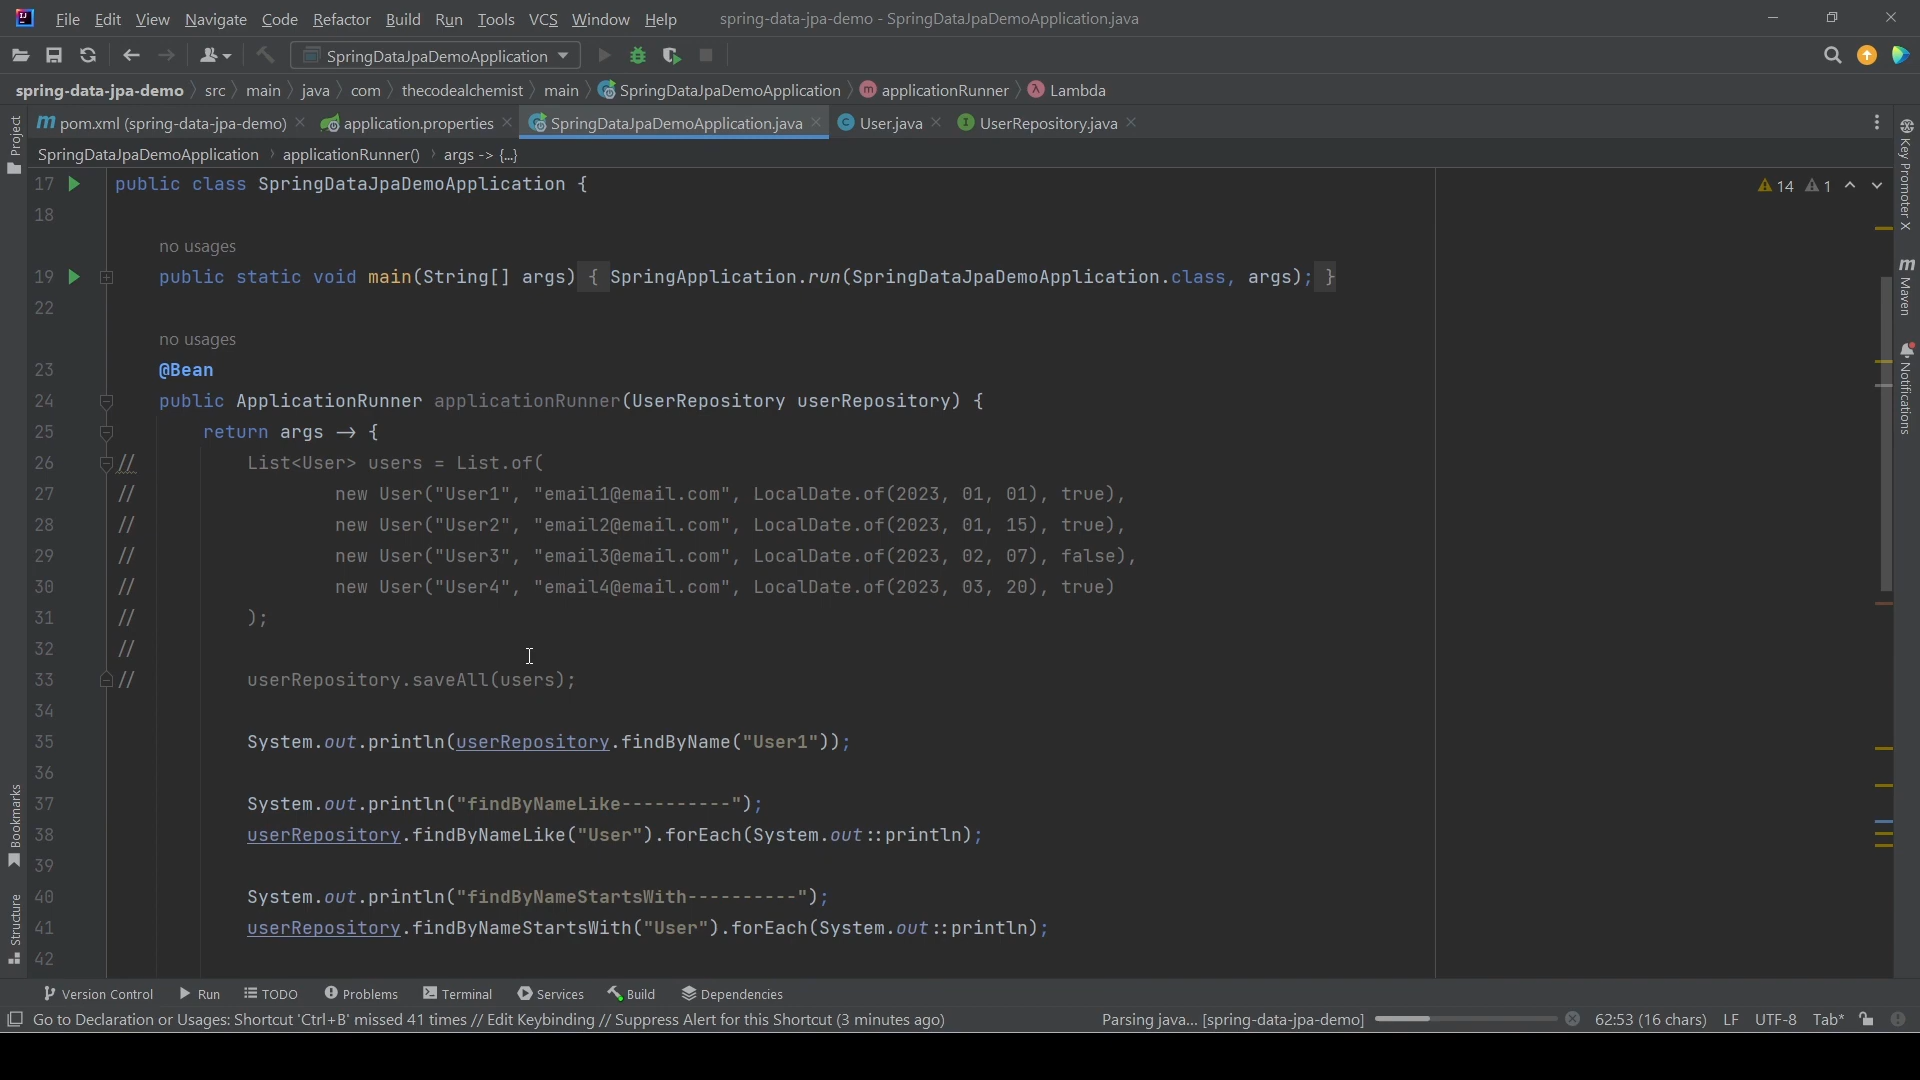 File Edit View Navigate Code Refactor Build Run Tools VCS Window Help spring-data-jpa-demo - SpringDataJpaDemoApplication.java
SpringDataJpaDemoApplication
spring-data-jpa-demo src main java com thecodealchemist main SpringDataJpaDemoApplication applicationRunner Lambda
pom.xml (spring-data-jpa-demo) application.properties SpringDataJpaDemoApplication.java User.java UserRepository.java
SpringDataJpaDemoApplication applicationRunner() args -> {...}
Project
Bookmarks
Structure
Key Promoter X
Maven
Notifications
14 1
17 public class SpringDataJpaDemoApplication {
18
no usages
19 public static void main(String[] args) { SpringApplication.run(SpringDataJpaDemoApplication.class, args); }
22
no usages
23 @Bean
24 public ApplicationRunner applicationRunner(UserRepository userRepository) {
25 return args → {
26 // List<User> users = List.of(
27 // new User("User1", "email1@email.com", LocalDate.of(2023, 01, 01), true),
28 // new User("User2", "email2@email.com", LocalDate.of(2023, 01, 15), true),
29 // new User("User3", "email3@email.com", LocalDate.of(2023, 02, 07), false),
30 // new User("User4", "email4@email.com", LocalDate.of(2023, 03, 20), true)
31 // );
32 //
33 // userRepository.saveAll(users);
34
35 System.out.println(userRepository.findByName("User1"));
36
37 System.out.println("findByNameLike----------");
38 userRepository.findByNameLike("User").forEach(System.out::println);
39
40 System.out.println("findByNameStartsWith----------");
41 userRepository.findByNameStartsWith("User").forEach(System.out::println);
42
Version Control Run TODO Problems Terminal Services Build Dependencies
Go to Declaration or Usages: Shortcut 'Ctrl+B' missed 41 times // Edit Keybinding // Suppress Alert for this Shortcut (3 minutes ago) Parsing java... [spring-data-jpa-demo] 62:53 (16 chars) LF UTF-8 Tab*